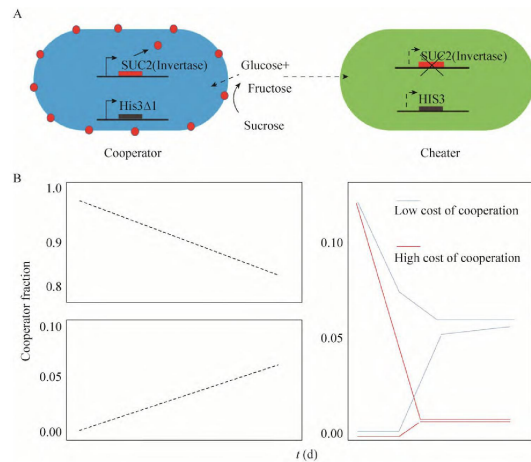 A
SUC2(Invertase)
His3Δ1
Cooperator
Glucose+
Fructose
Sucrose
SUC2(Invertase)
HIS3
Cheater
B
Cooperator fraction
1.0
0.9
0.8
0.10
0.05
0.00
0.10
0.05
0.00
Low cost of cooperation
High cost of cooperation
t (d)